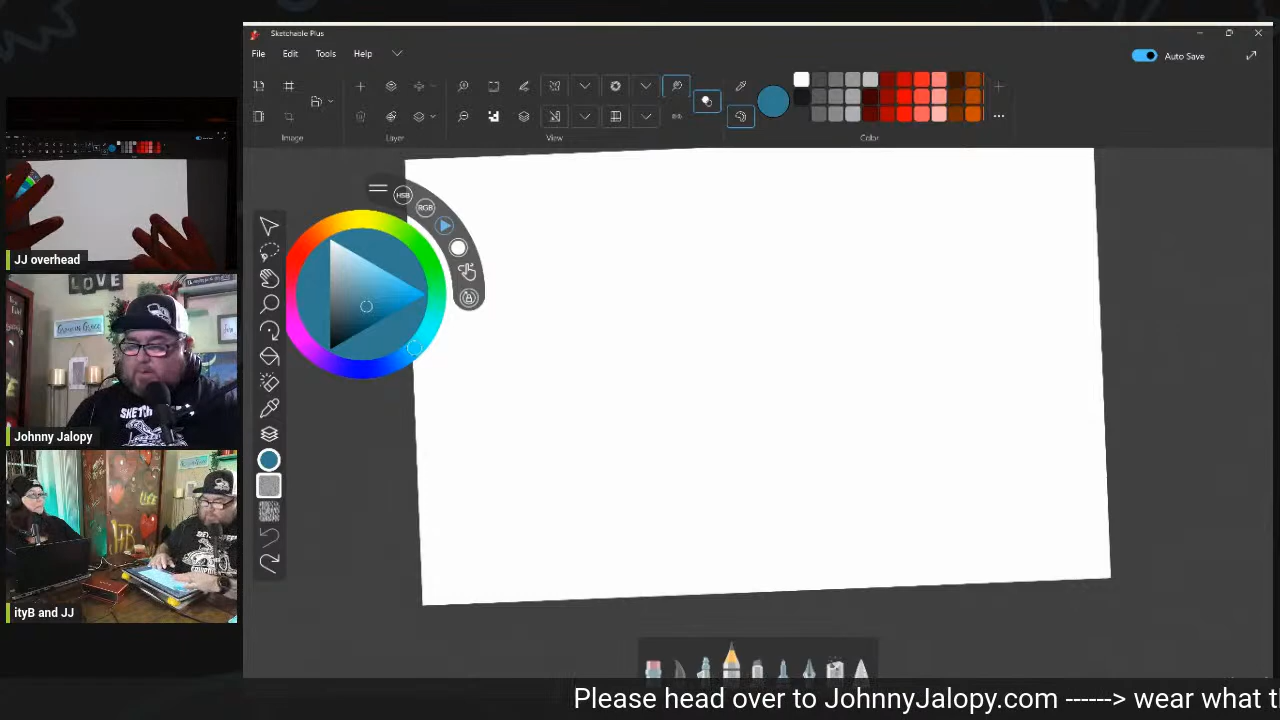 Sketchable Plus
File Edit Tools Help
Auto Save
Image Layer View Color
HSB
RGB
JJ overhead
LOVE
Johnny Jalopy
ityB and JJ
Please head over to JohnnyJalopy.com ------> wear what t